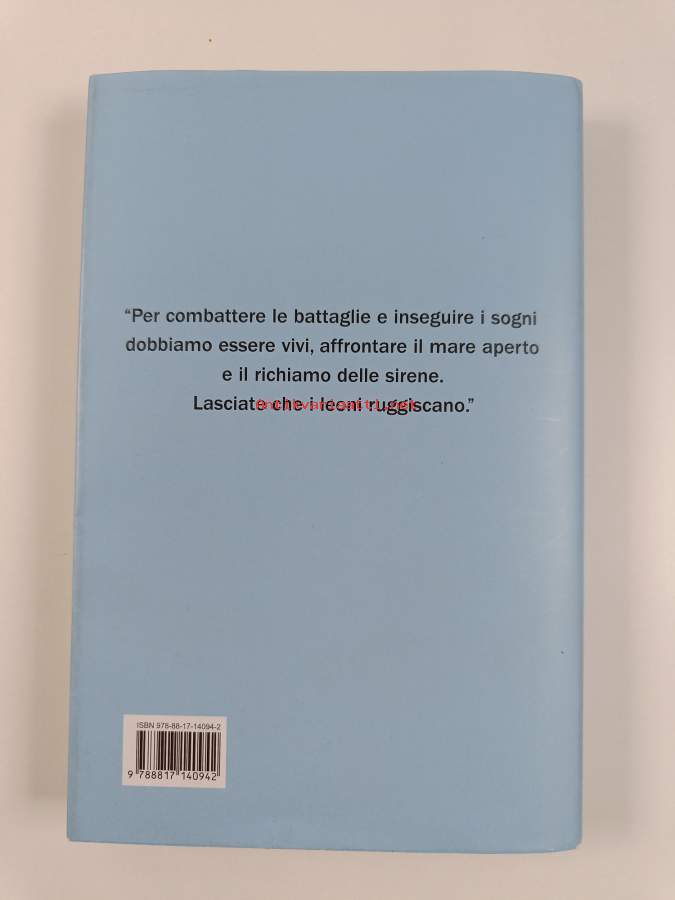 “Per combattere le battaglie e inseguire i sogni
dobbiamo essere vivi, affrontare il mare aperto
e il richiamo delle sirene.
Lasciate che i leoni ruggiscano.”
ISBN 978-88-17-14094-2
9 788817 140942